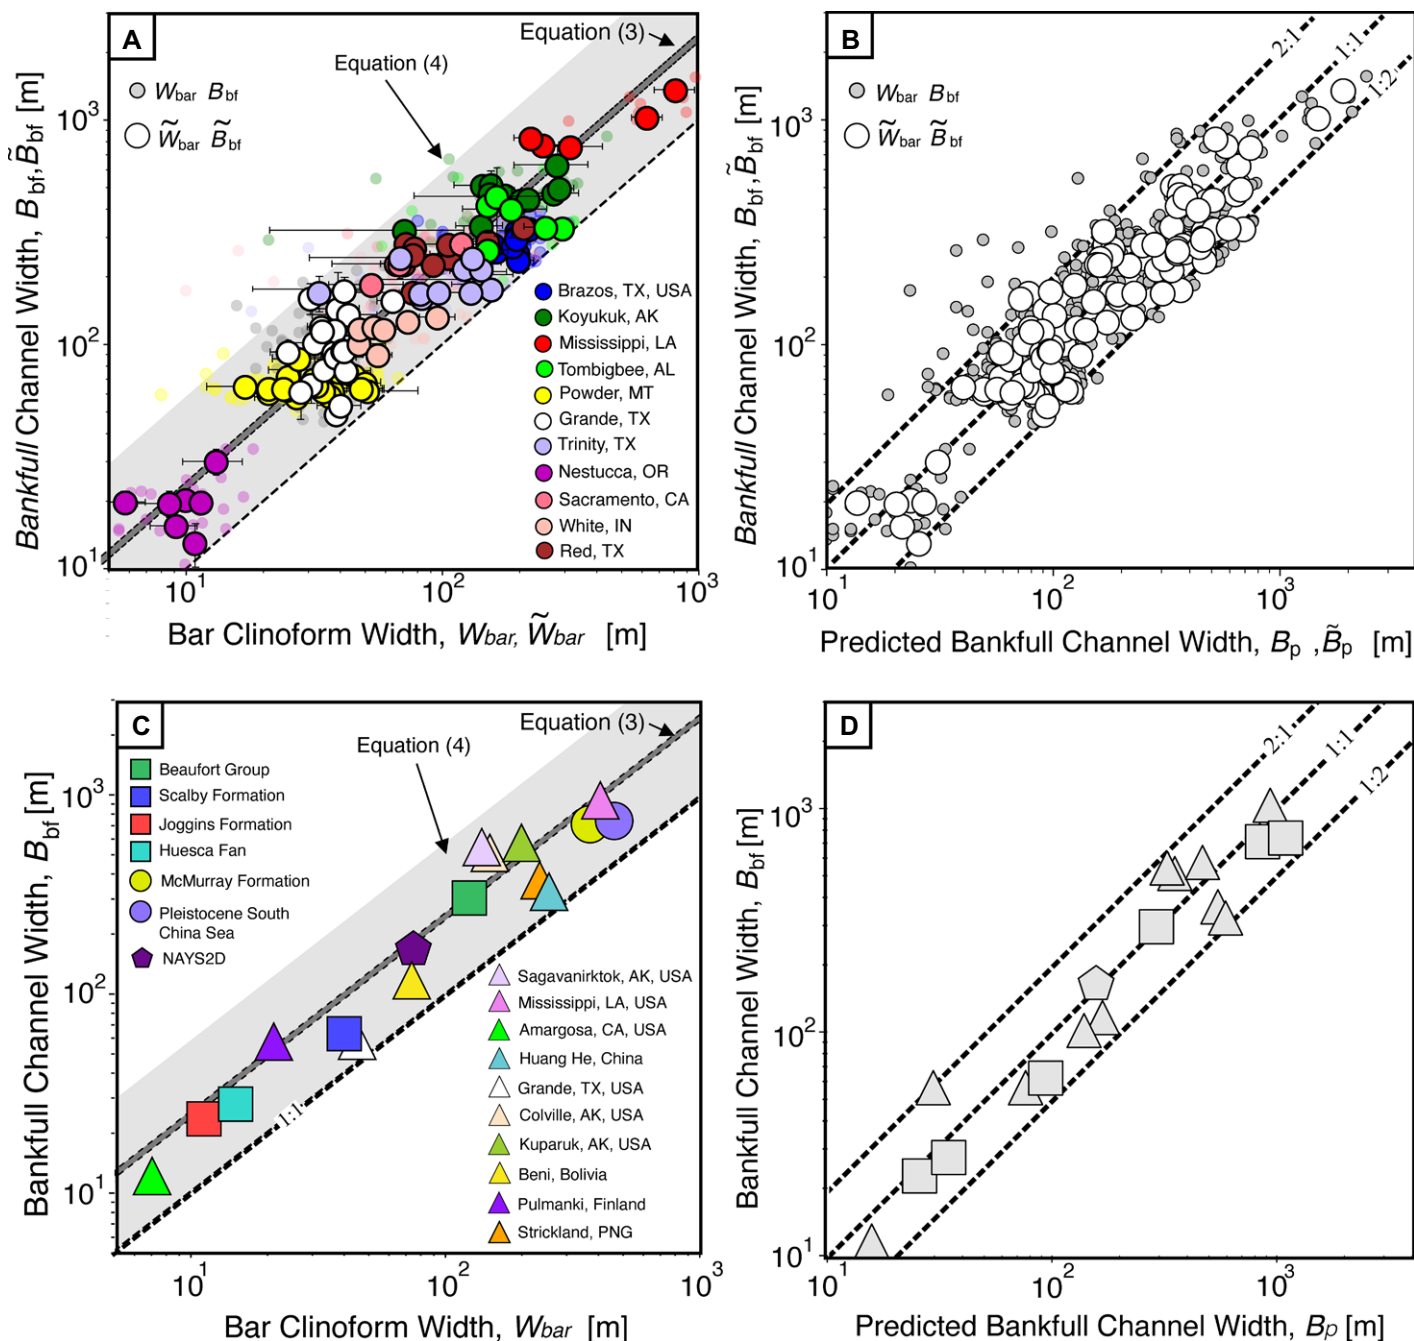 A
Equation (3)
Equation (4)
W_bar B_bf
W̃_bar B̃_bf
10³
10²
10¹
Bankfull Channel Width, B_bf, B̃_bf [m]
Brazos, TX, USA
Koyukuk, AK
Mississippi, LA
Tombigbee, AL
Powder, MT
Grande, TX
Trinity, TX
Nestucca, OR
Sacramento, CA
White, IN
Red, TX
10¹ 10² 10³
Bar Clinoform Width, W_bar, W̃_bar [m]
B
2:1
1:1
1:2
W_bar B_bf
W̃_bar B̃_bf
10³
10²
10¹
Bankfull Channel Width, B_bf, B̃_bf [m]
10¹ 10² 10³
Predicted Bankfull Channel Width, B_p , B̃_p [m]
C
Equation (3)
Equation (4)
Beaufort Group
Scalby Formation
Joggins Formation
Huesca Fan
McMurray Formation
Pleistocene South
China Sea
NAYS2D
10³
10²
10¹
Bankfull Channel Width, B_bf [m]
1:1
Sagavanirktok, AK, USA
Mississippi, LA, USA
Amargosa, CA, USA
Huang He, China
Grande, TX, USA
Colville, AK, USA
Kuparuk, AK, USA
Beni, Bolivia
Pulmanki, Finland
Strickland, PNG
10¹ 10² 10³
Bar Clinoform Width, W_bar [m]
D
2:1
1:1
1:2
10³
10²
10¹
Bankfull Channel Width, B_bf [m]
10¹ 10² 10³
Predicted Bankfull Channel Width, B_p [m]